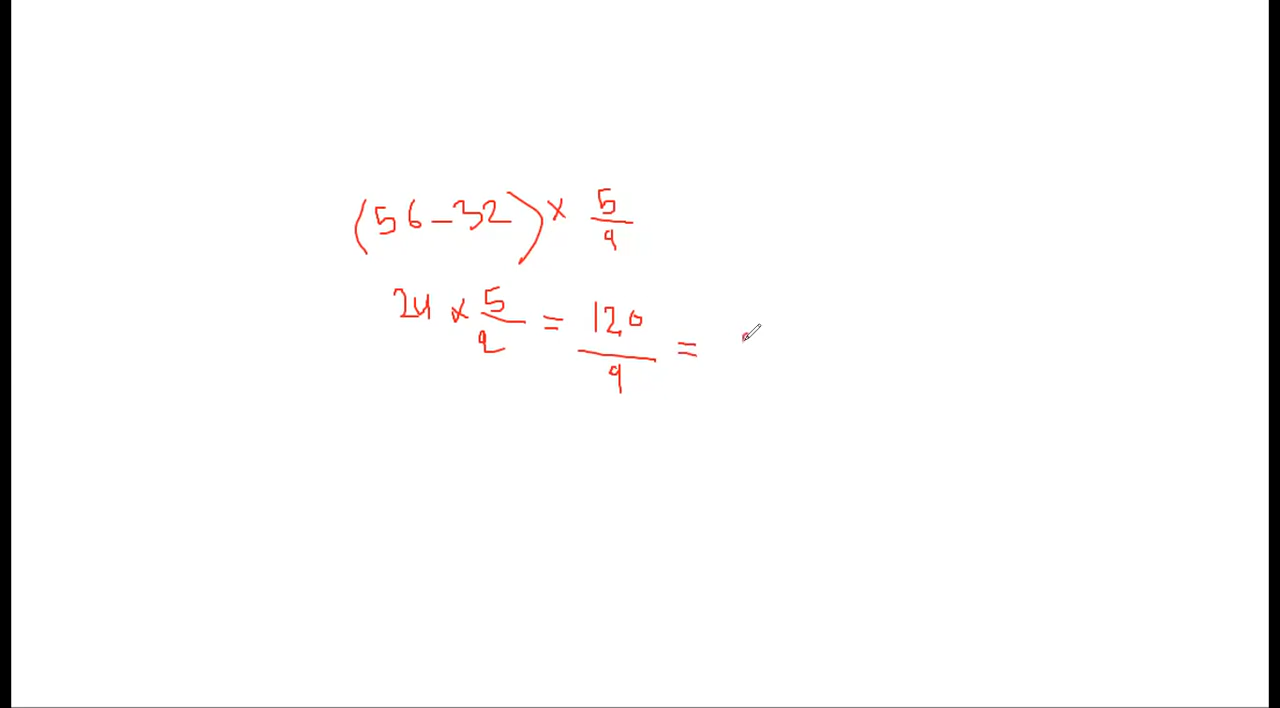 (56-32) × 5/9
24 × 5/9 = 120/9 =